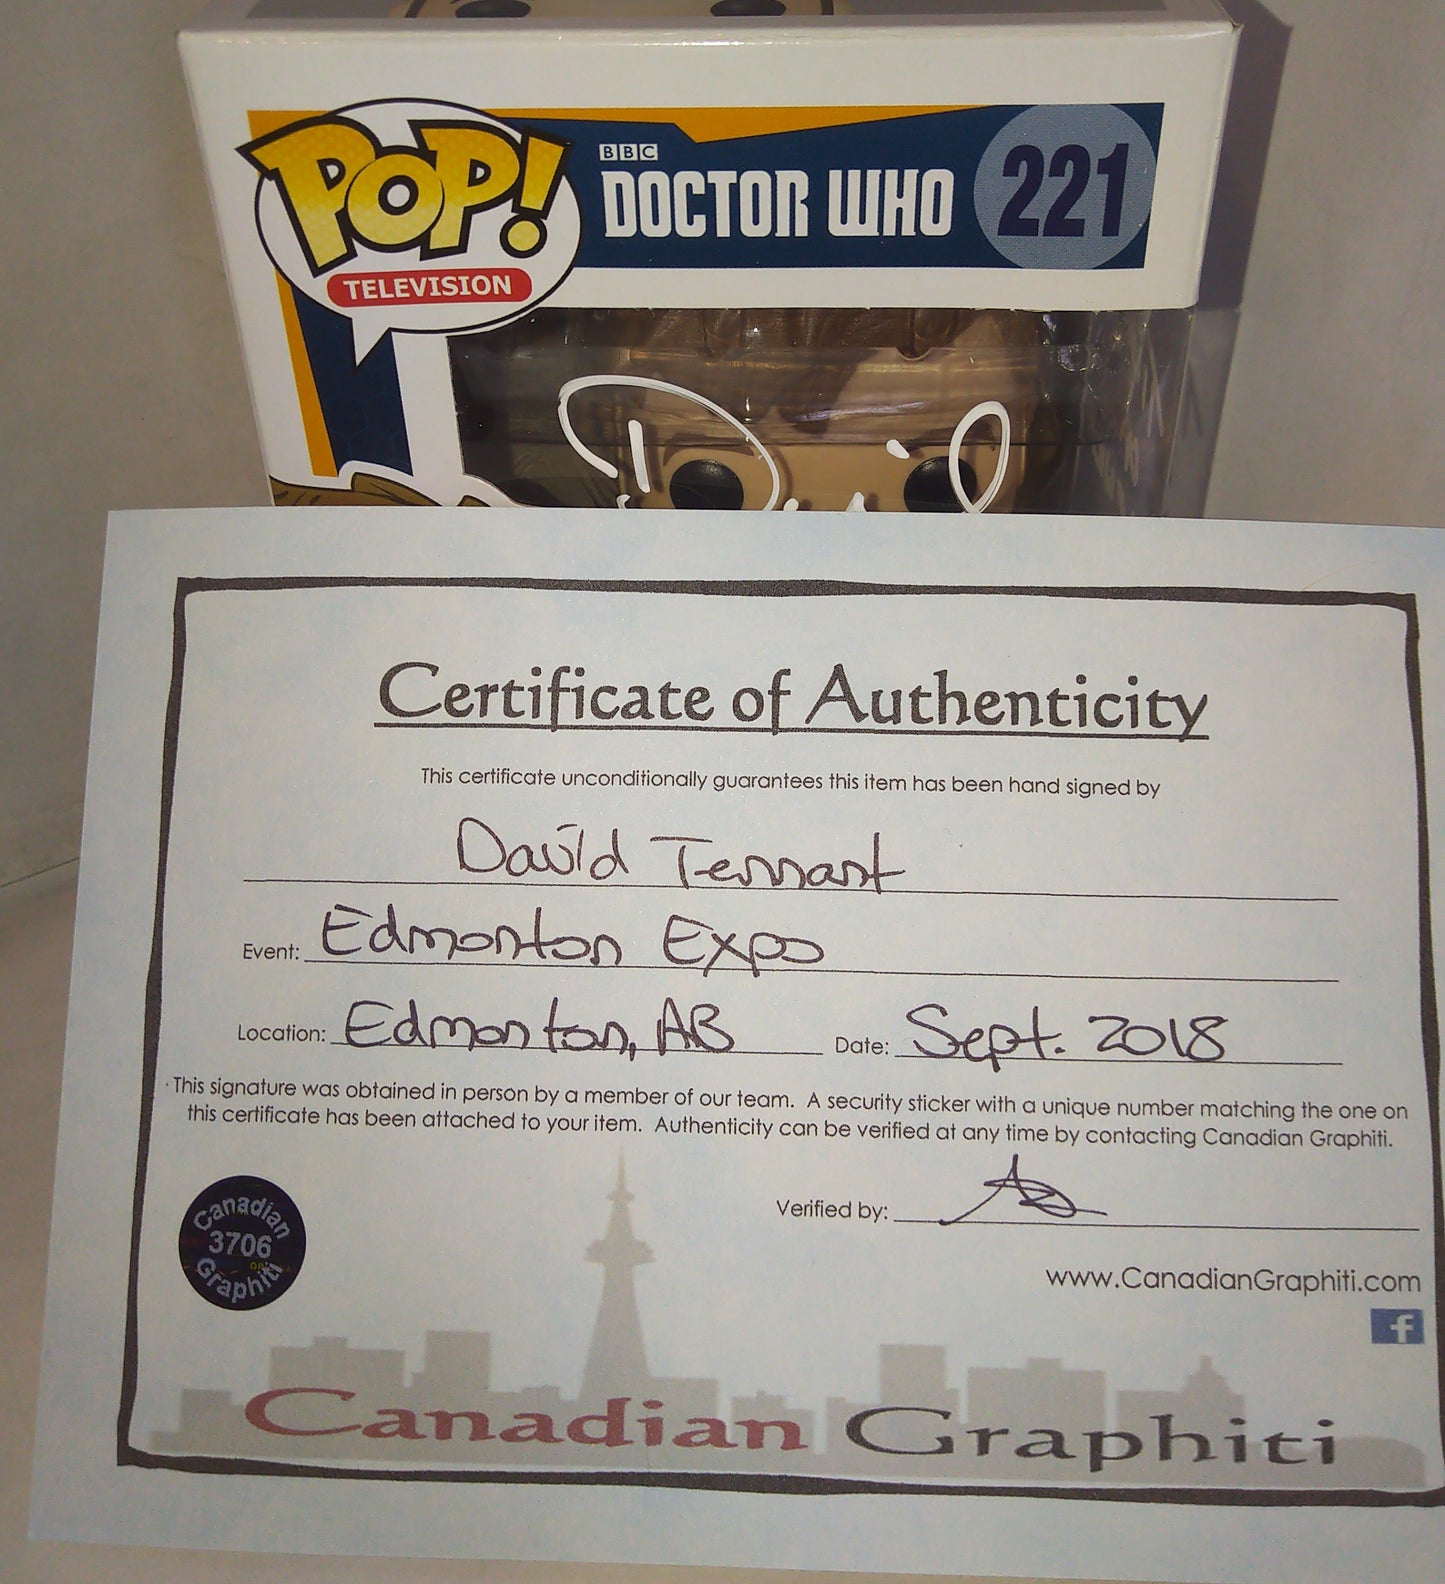 POP!
TELEVISION
BBC
DOCTOR WHO
221
Certificate of Authenticity
This certificate unconditionally guarantees this item has been hand signed by
David Tennant
Event: Edmonton Expo
Location: Edmonton, AB Date: Sept. 2018
This signature was obtained in person by a member of our team. A security sticker with a unique number matching the one on
this certificate has been attached to your item. Authenticity can be verified at any time by contacting Canadian Graphiti.
Verified by:
Canadian
3706
Graphiti
www.CanadianGraphiti.com
f
Canadian Graphiti